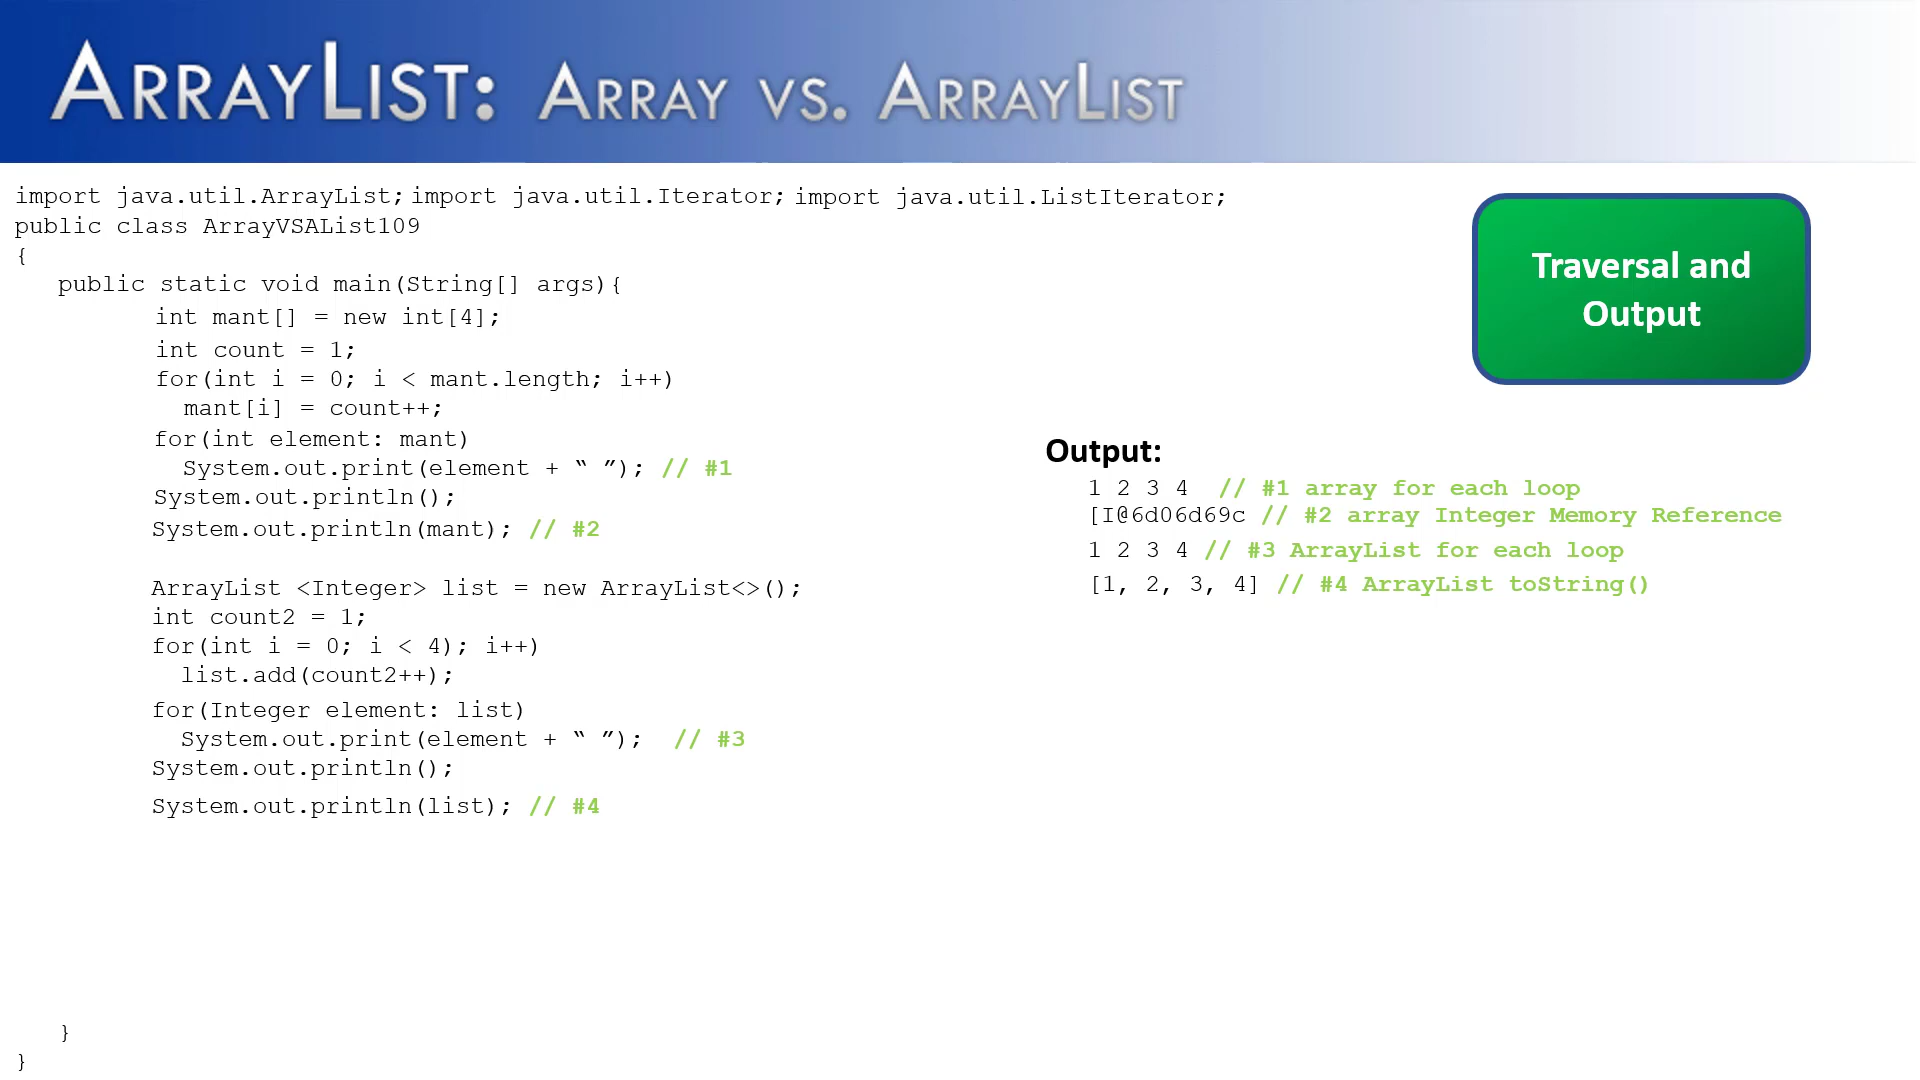 ArrayList: Array vs. ArrayList
import java.util.ArrayList; import java.util.Iterator; import java.util.ListIterator;
public class ArrayVSAList109
{
public static void main(String[] args){
int mant[] = new int[4];
int count = 1;
for(int i = 0; i < mant.length; i++)
mant[i] = count++;
for(int element: mant)
System.out.print(element + “ ”); // #1
System.out.println();
System.out.println(mant); // #2
ArrayList <Integer> list = new ArrayList<>();
int count2 = 1;
for(int i = 0; i < 4); i++)
list.add(count2++);
for(Integer element: list)
System.out.print(element + “ ”); // #3
System.out.println();
System.out.println(list); // #4
}
}
Traversal and
Output
Output:
1 2 3 4 // #1 array for each loop
[I@6d06d69c // #2 array Integer Memory Reference
1 2 3 4 // #3 ArrayList for each loop
[1, 2, 3, 4] // #4 ArrayList toString()